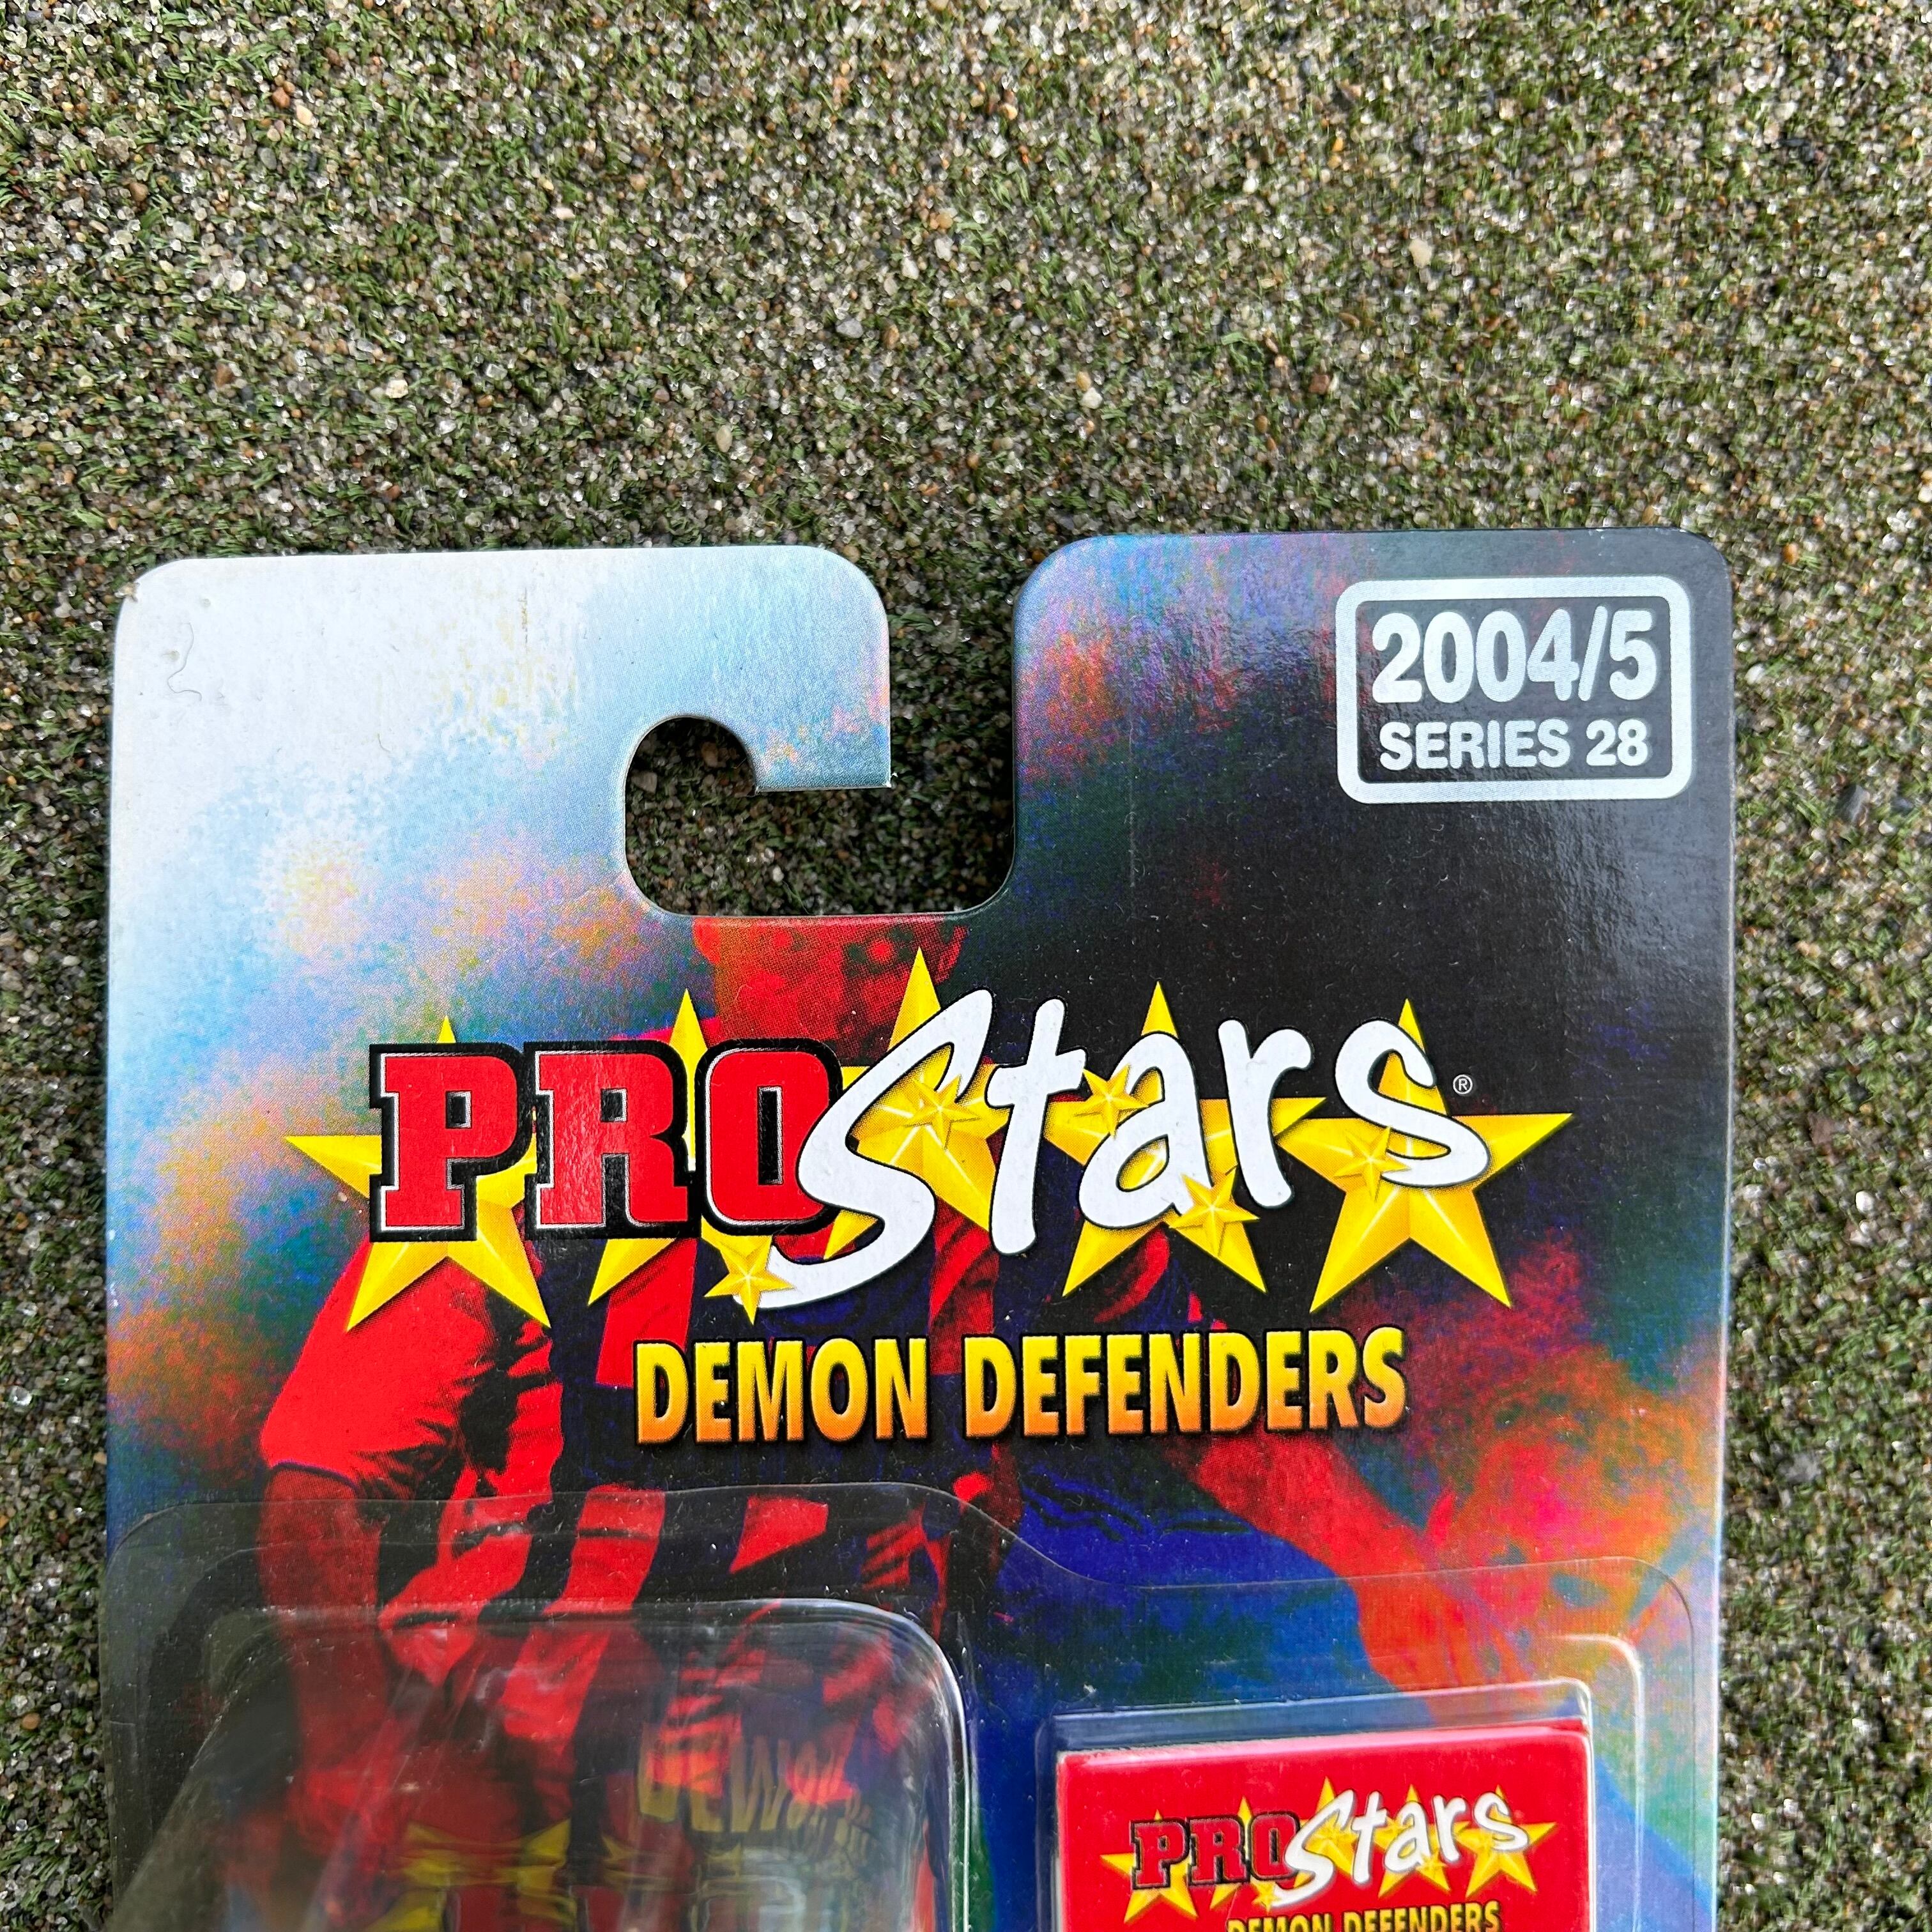 2004/5
SERIES 28
PROStars®
DEMON DEFENDERS
PROStars
DEMON DEFENDERS